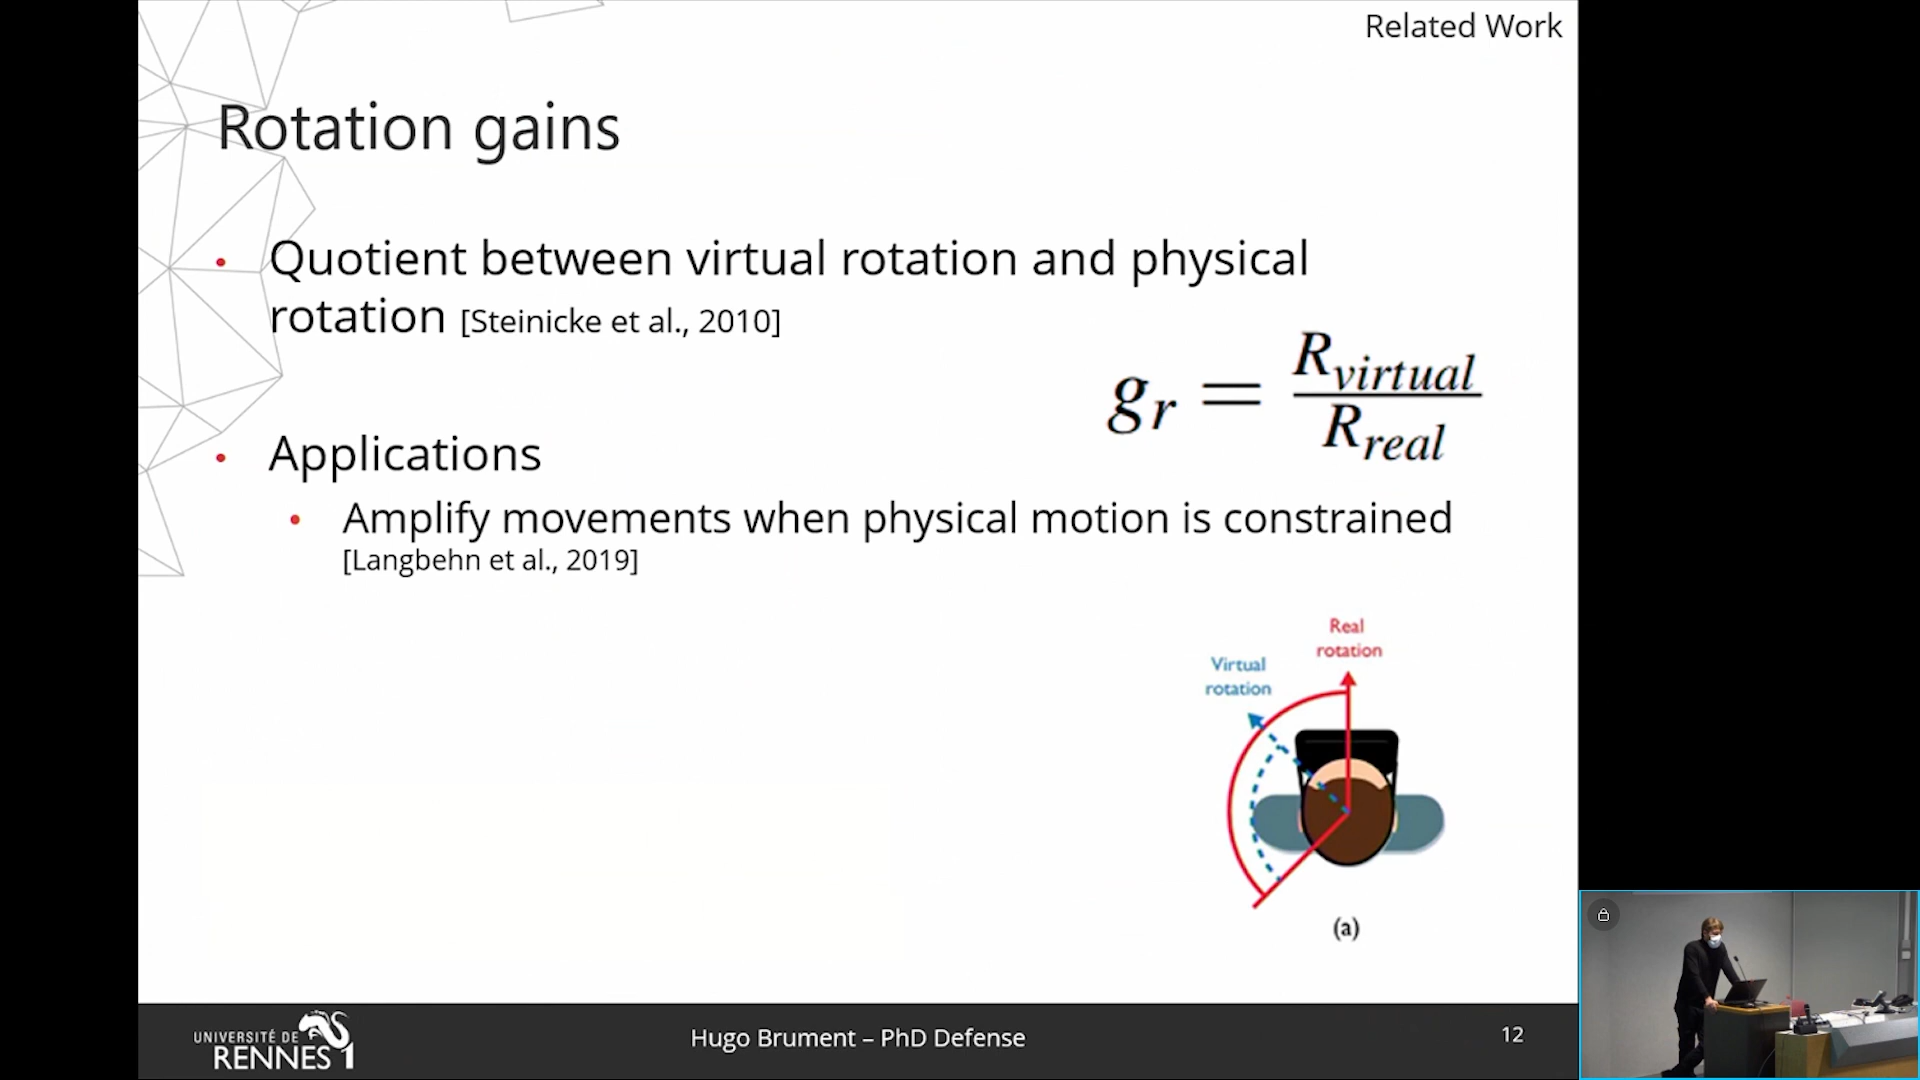 Related Work
Rotation gains
• Quotient between virtual rotation and physical
rotation [Steinicke et al., 2010]
g_r = R_virtual / R_real
• Applications
• Amplify movements when physical motion is constrained
[Langbehn et al., 2019]
Real
rotation
Virtual
rotation
(a)
UNIVERSITÉ DE
RENNES 1
Hugo Brument – PhD Defense
12